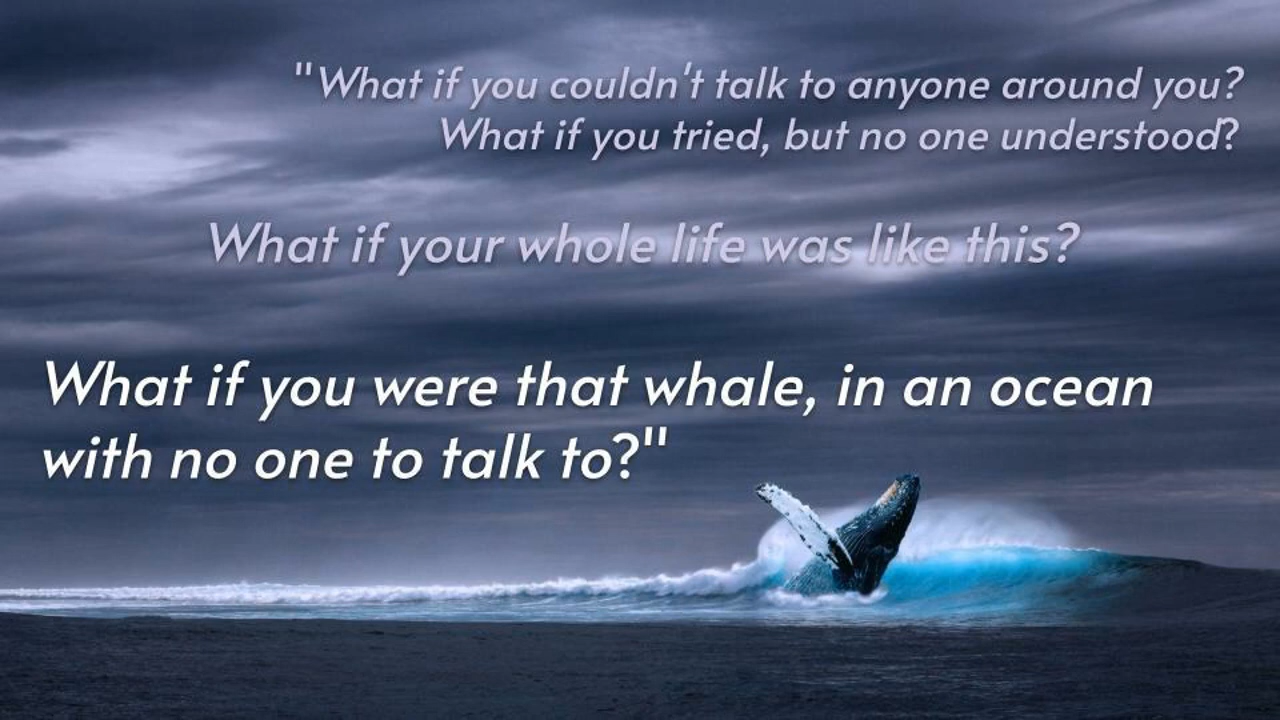 "What if you couldn't talk to anyone around you?
What if you tried, but no one understood?
What if your whole life was like this?
What if you were that whale, in an ocean
with no one to talk to?"